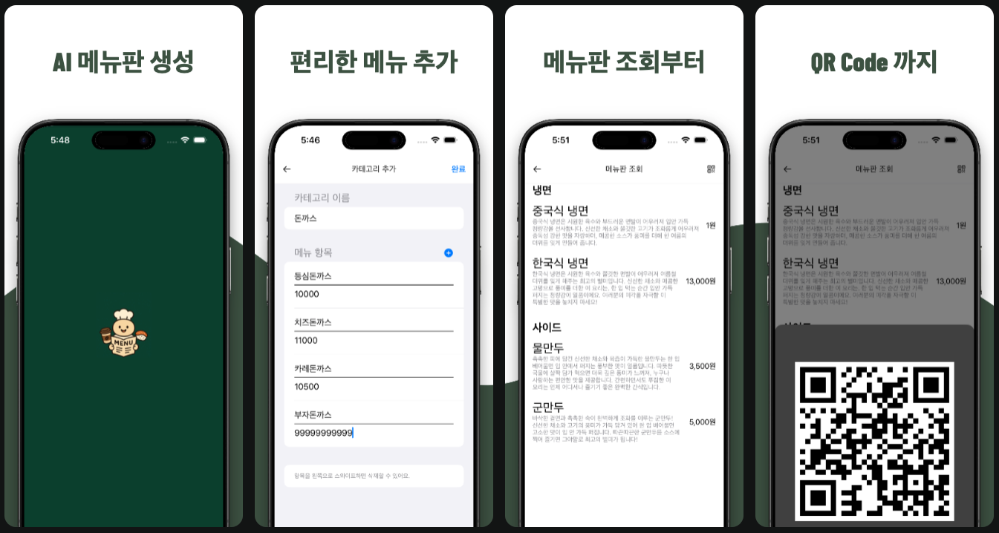 AI 메뉴판 생성
5:48
MENU
편리한 메뉴 추가
5:46
카테고리 추가
완료
카테고리 이름
돈까스
메뉴 항목
등심돈까스
10000
치즈돈까스
11000
카레돈까스
10500
부자돈까스
99999999999
항목을 왼쪽으로 스와이프하면 삭제할 수 있어요.
메뉴판 조회부터
5:51
메뉴판 조회
냉면
중국식 냉면
중국식 냉면은 시원한 육수와 부드러운 면발이 어우러져 입안 가득
청량감을 선사합니다. 신선한 채소와 쫄깃한 고기가 조화롭게 어우러져
중독성 강한 맛을 자랑하며, 매콤한 소스가 풍미를 더해 한 여름의
더위를 잊게 만들어 줍니다.
1원
한국식 냉면
한국식 냉면은 시원한 육수와 쫄깃한 면발이 어우러져 여름철
더위를 잊게 해주는 최고의 별미입니다. 신선한 채소와 매콤한
고명으로 풍미를 더한 이 요리는, 한 입 먹는 순간 입안 가득
퍼지는 청량감이 일품이에요. 여러분의 미각을 자극할 이
특별한 맛을 놓치지 마세요!
13,000원
사이드
물만두
촉촉한 피에 담긴 신선한 채소와 육즙이 가득한 물만두는 한 입
베어물면 입 안에서 퍼지는 풍부한 맛이 일품입니다. 따뜻한
국물에 살짝 담가 먹으면 더욱 깊은 풍미가 느껴져, 누구나
사랑하는 편안한 맛을 제공합니다. 간편하면서도 푸짐한 이
요리는 언제 어디서나 즐기기 좋은 완벽한 간식입니다.
3,500원
군만두
바삭한 겉면과 촉촉한 속이 완벽하게 조화를 이루는 군만두!
신선한 채소와 고기의 풍미가 가득 담겨 있어 한 입 베어물면
고소한 맛이 입 안 가득 퍼집니다. 따끈따끈한 군만두를 소스에
찍어 즐기면 그야말로 최고의 별미가 됩니다!
5,000원
QR Code 까지
5:51
메뉴판 조회
냉면
중국식 냉면
중국식 냉면은 시원한 육수와 부드러운 면발이 어우러져 입안 가득
청량감을 선사합니다. 신선한 채소와 쫄깃한 고기가 조화롭게 어우러져
중독성 강한 맛을 자랑하며, 매콤한 소스가 풍미를 더해 한 여름의
더위를 잊게 만들어 줍니다.
1원
한국식 냉면
한국식 냉면은 시원한 육수와 쫄깃한 면발이 어우러져 여름철
더위를 잊게 해주는 최고의 별미입니다. 신선한 채소와 매콤한
고명으로 풍미를 더한 이 요리는, 한 입 먹는 순간 입안 가득
퍼지는 청량감이 일품이에요. 여러분의 미각을 자극할 이
특별한 맛을 놓치지 마세요!
13,000원